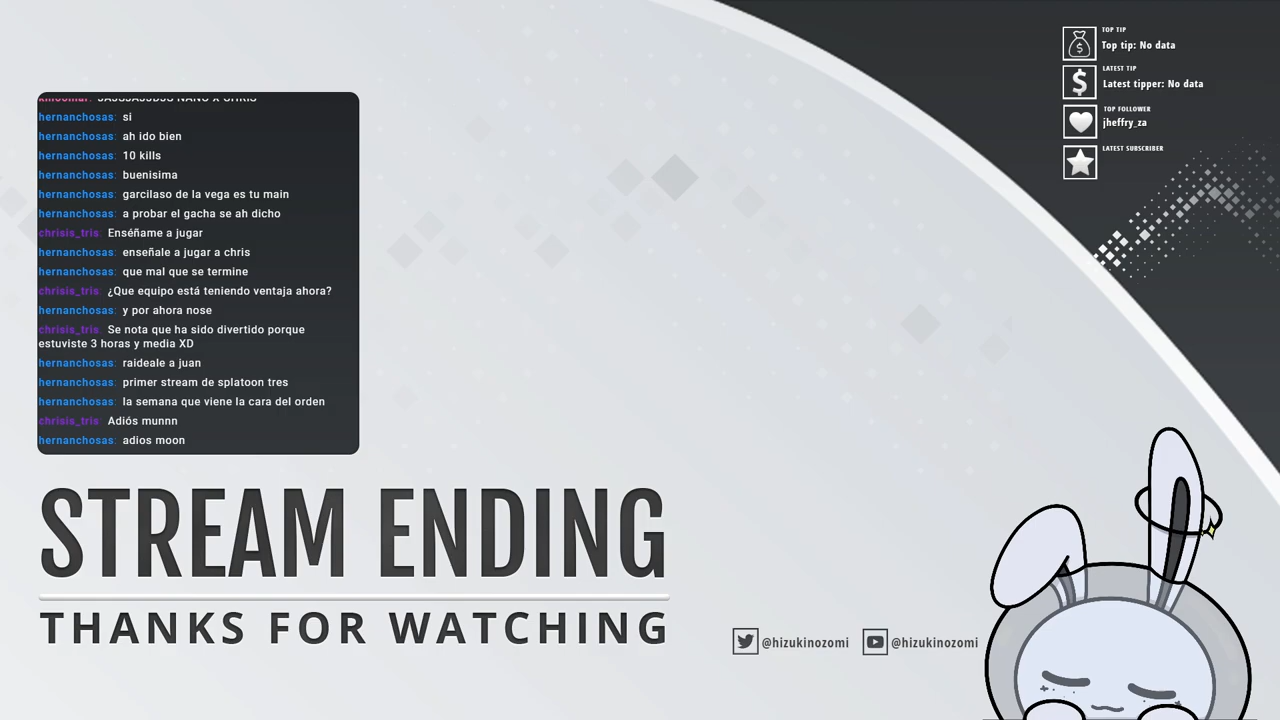 hernanchosas: si
hernanchosas: ah ido bien
hernanchosas: 10 kills
hernanchosas: buenisima
hernanchosas: garcilaso de la vega es tu main
hernanchosas: a probar el gacha se ah dicho
chrisis_tris: Enséñame a jugar
hernanchosas: enseñale a jugar a chris
hernanchosas: que mal que se termine
chrisis_tris: ¿Que equipo está teniendo ventaja ahora?
hernanchosas: y por ahora nose
chrisis_tris: Se nota que ha sido divertido porque
estuviste 3 horas y media XD
hernanchosas: raideale a juan
hernanchosas: primer stream de splatoon tres
hernanchosas: la semana que viene la cara del orden
chrisis_tris: Adiós munnn
hernanchosas: adios moon
STREAM ENDING
THANKS FOR WATCHING
@hizukinozomi
@hizukinozomi
TOP TIP
Top tip: No data
LATEST TIP
Latest tipper: No data
TOP FOLLOWER
jheffry_za
LATEST SUBSCRIBER